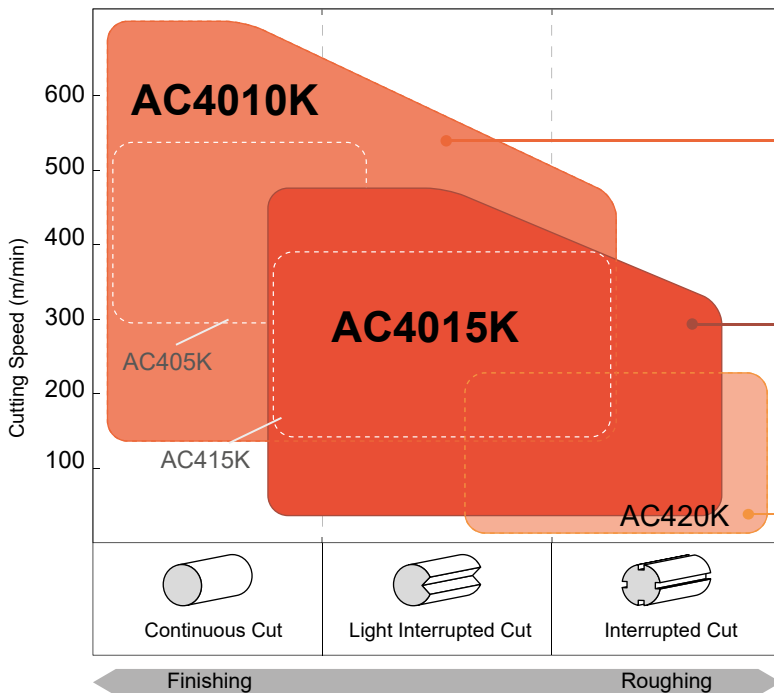 AC4010K
600
500
400
Cutting Speed (m/min)
300
AC4015K
AC405K
200
AC415K
100
AC420K
Continuous Cut
Light Interrupted Cut
Interrupted Cut
Finishing
Roughing